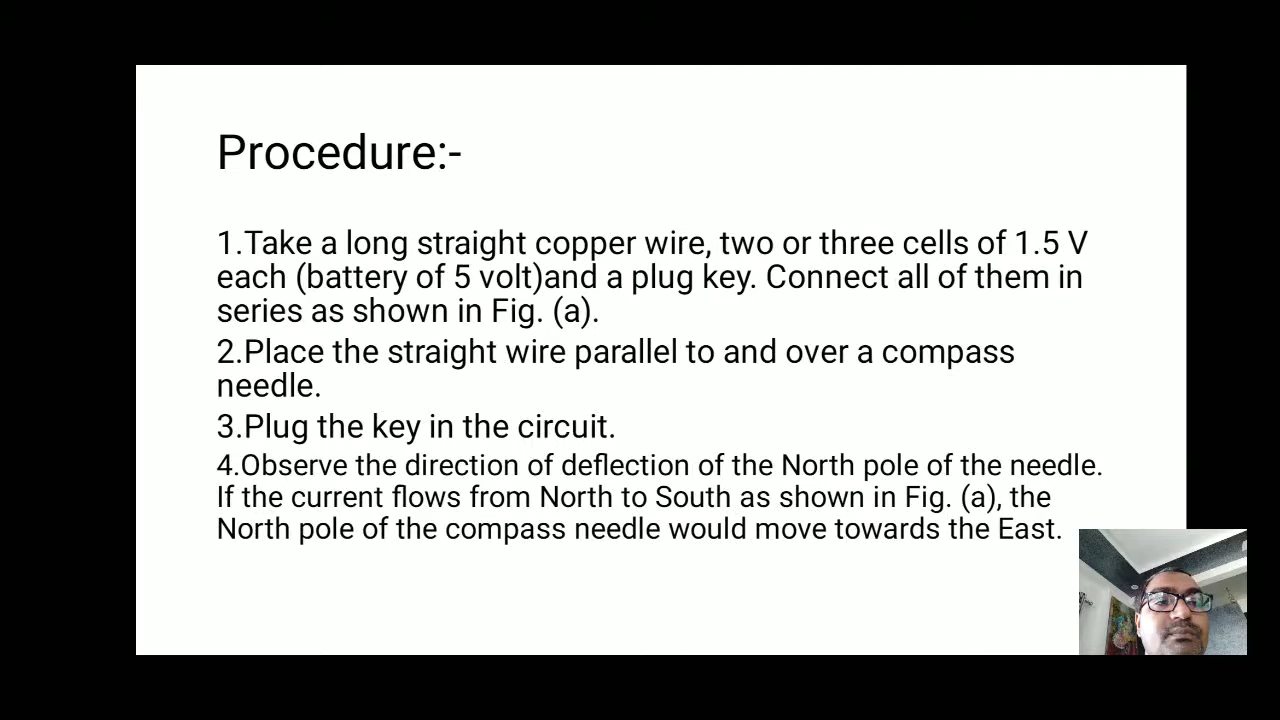 Procedure:-
1.Take a long straight copper wire, two or three cells of 1.5 V
each (battery of 5 volt)and a plug key. Connect all of them in
series as shown in Fig. (a).
2.Place the straight wire parallel to and over a compass
needle.
3.Plug the key in the circuit.
4.Observe the direction of deflection of the North pole of the needle.
If the current flows from North to South as shown in Fig. (a), the
North pole of the compass needle would move towards the East.